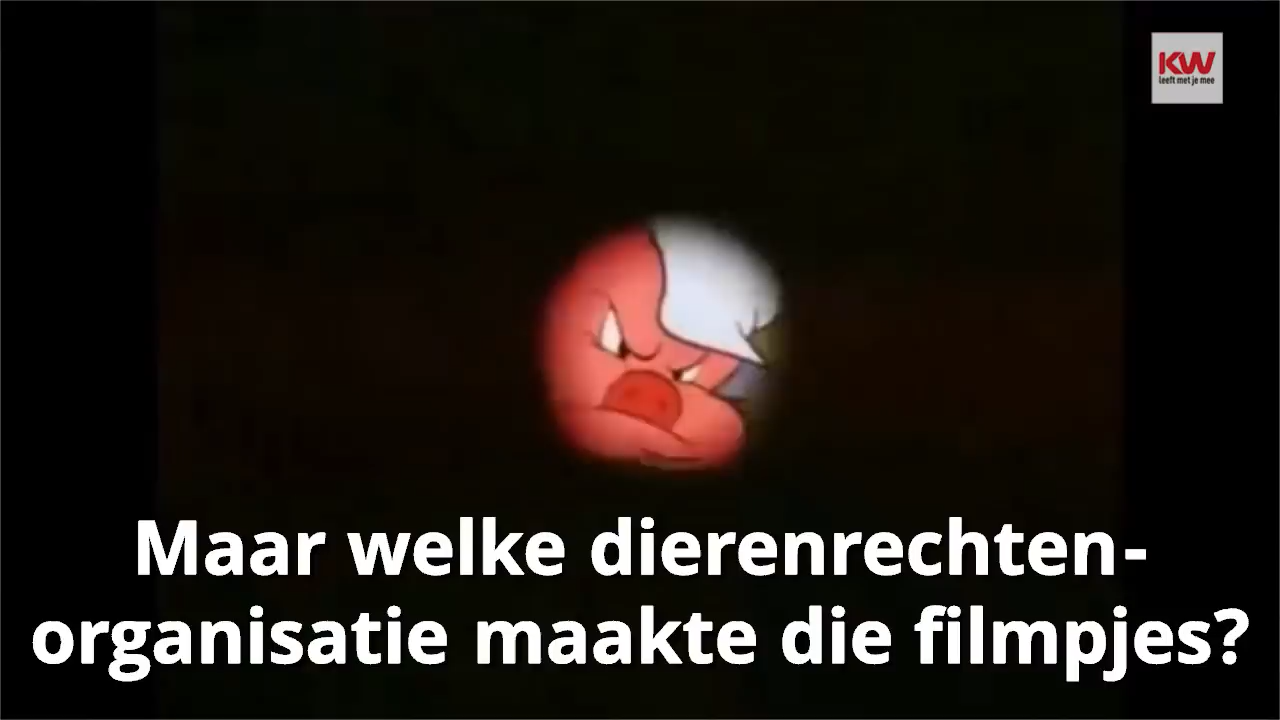 KW
leeft met je mee
Maar welke dierenrechten-
organisatie maakte die filmpjes?